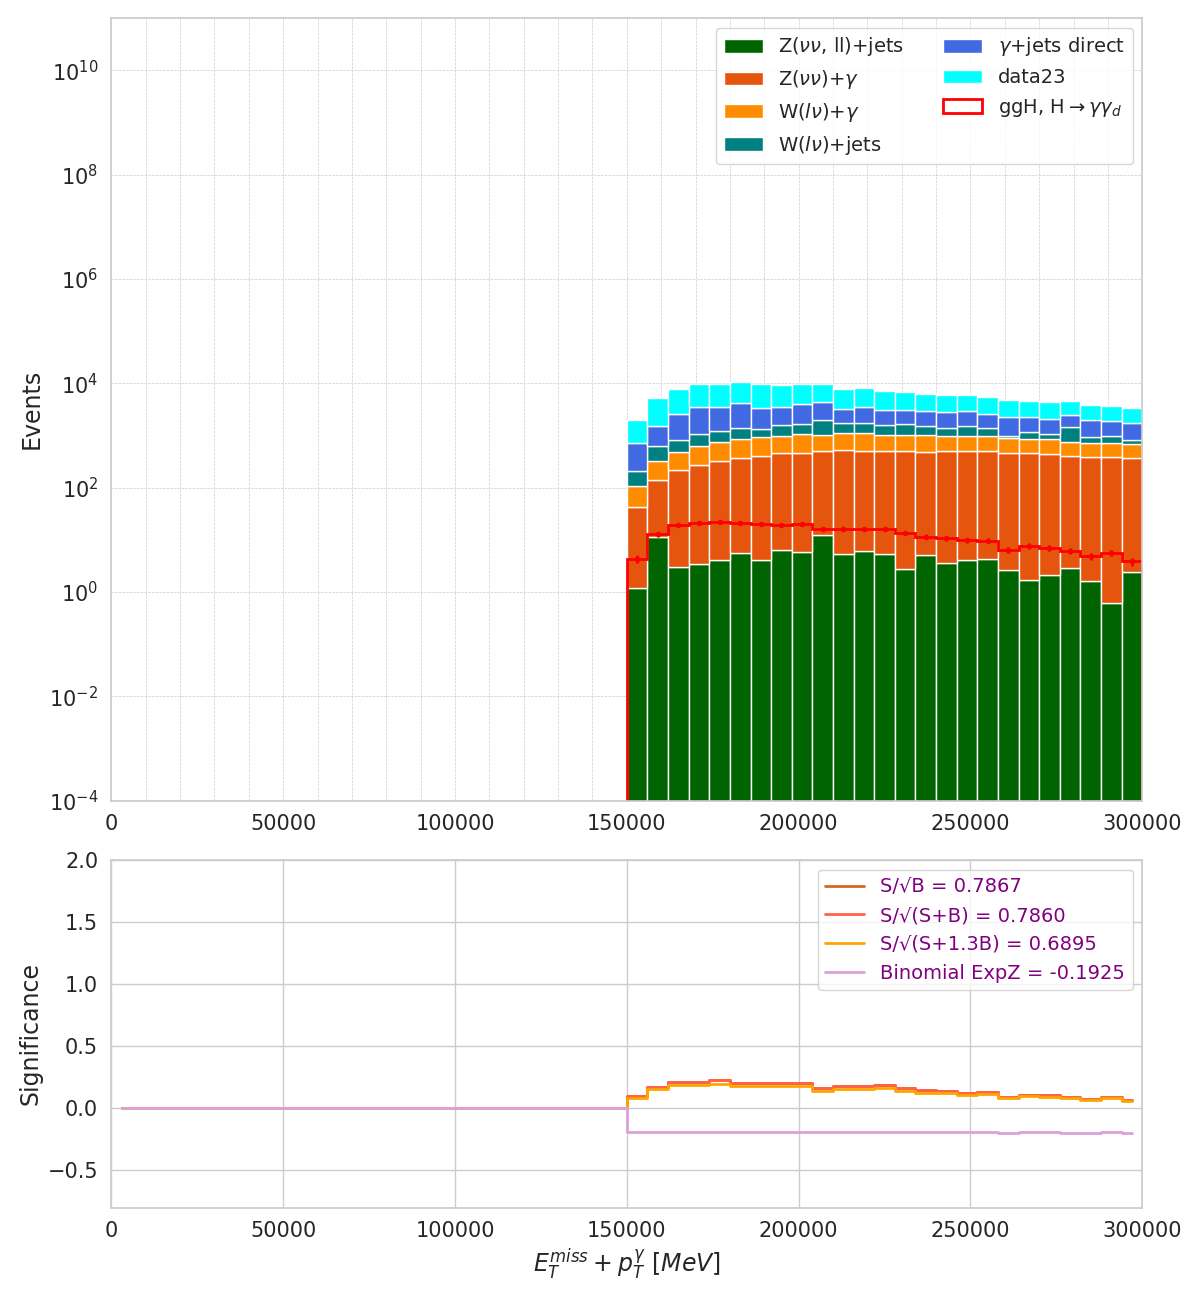 Z(νν, ll)+jets
Z(νν)+γ
W(lν)+γ
W(lν)+jets
γ+jets direct
data23
ggH, H→γγ_d
Events
10^10
10^8
10^6
10^4
10^2
10^0
10^−2
10^−4
0 50000 100000 150000 200000 250000 300000
S/√B = 0.7867
S/√(S+B) = 0.7860
S/√(S+1.3B) = 0.6895
Binomial ExpZ = -0.1925
Significance
2.0
1.5
1.0
0.5
0.0
−0.5
0 50000 100000 150000 200000 250000 300000
E_T^miss + p_T^γ [MeV]